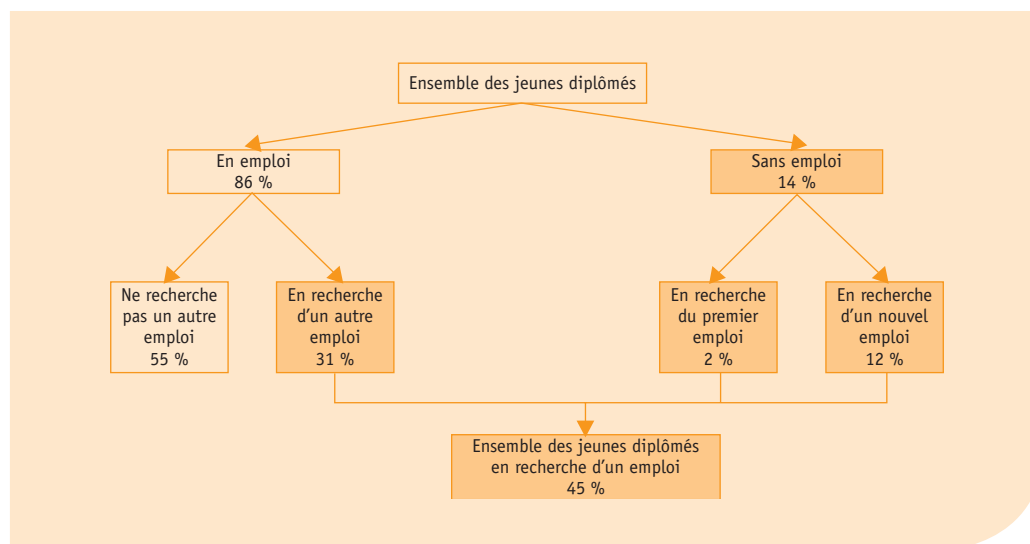 Ensemble des jeunes diplômés
En emploi
86 %
Sans emploi
14 %
Ne recherche
pas un autre
emploi
55 %
En recherche
d'un autre
emploi
31 %
En recherche
du premier
emploi
2 %
En recherche
d'un nouvel
emploi
12 %
Ensemble des jeunes diplômés
en recherche d'un emploi
45 %